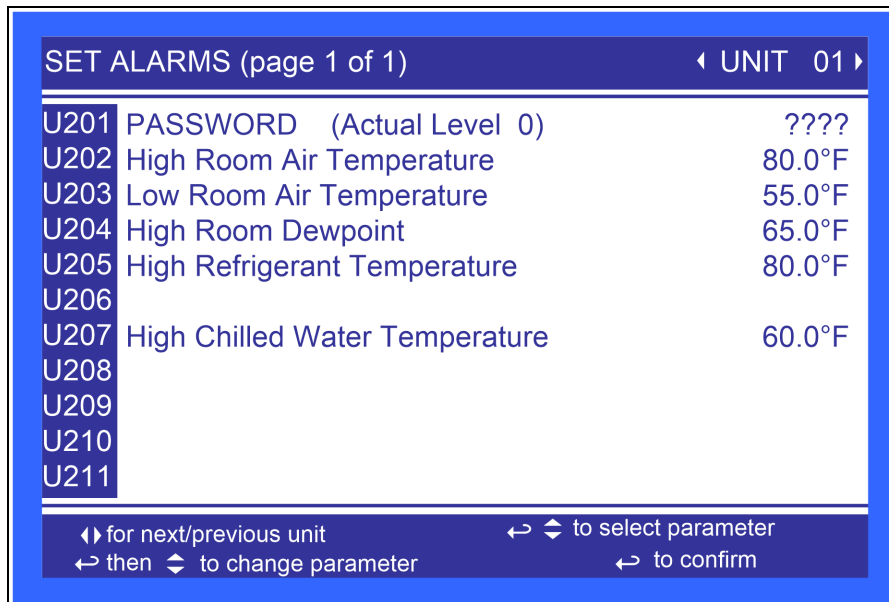 SET ALARMS (page 1 of 1) UNIT 01
U201 PASSWORD (Actual Level 0) ????
U202 High Room Air Temperature 80.0°F
U203 Low Room Air Temperature 55.0°F
U204 High Room Dewpoint 65.0°F
U205 High Refrigerant Temperature 80.0°F
U206
U207 High Chilled Water Temperature 60.0°F
U208
U209
U210
U211
for next/previous unit to select parameter
then to change parameter to confirm